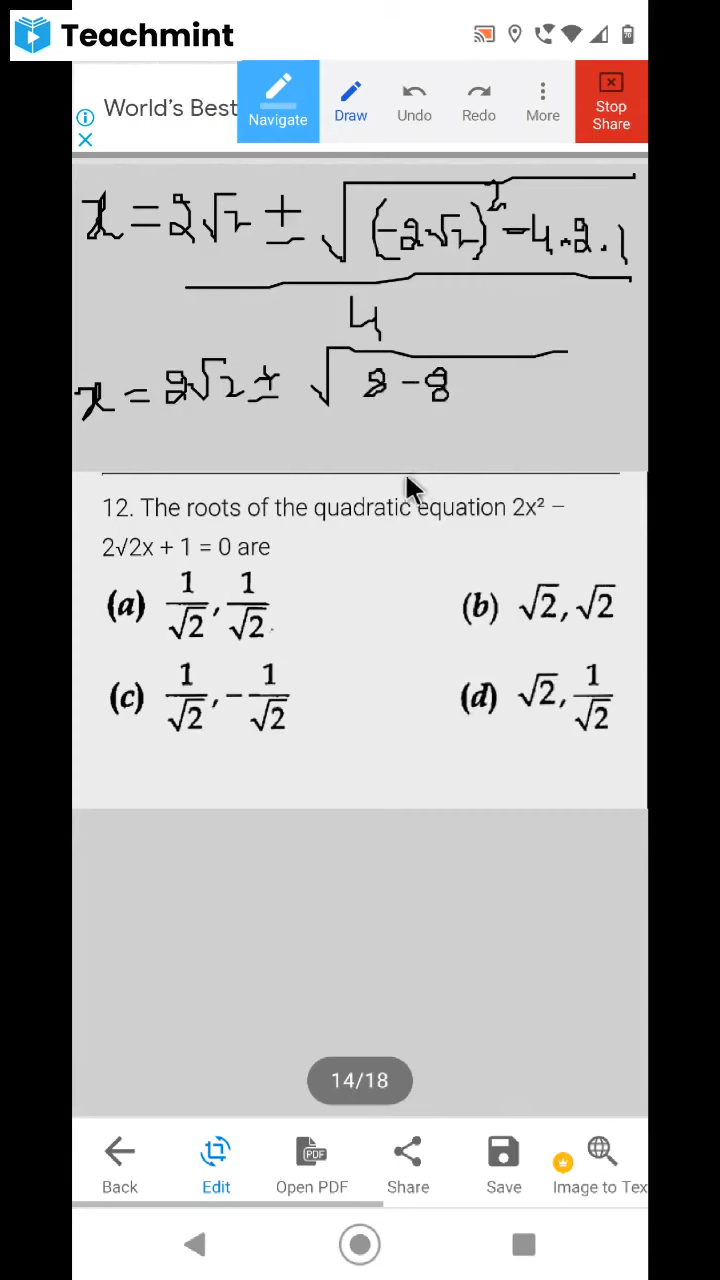 Teachmint
World's Best
Navigate
Draw
Undo
Redo
More
Stop
Share
x = 2√2 ± √(-2√2)² - 4.2.1
4
x = 2√2 ± √8 - 8
12. The roots of the quadratic equation 2x² –
2√2x + 1 = 0 are
(a) 1/√2, 1/√2.
(b) √2, √2
(c) 1/√2, -1/√2
(d) √2, 1/√2
14/18
Back
Edit
Open PDF
Share
Save
Image to Tex
PDF